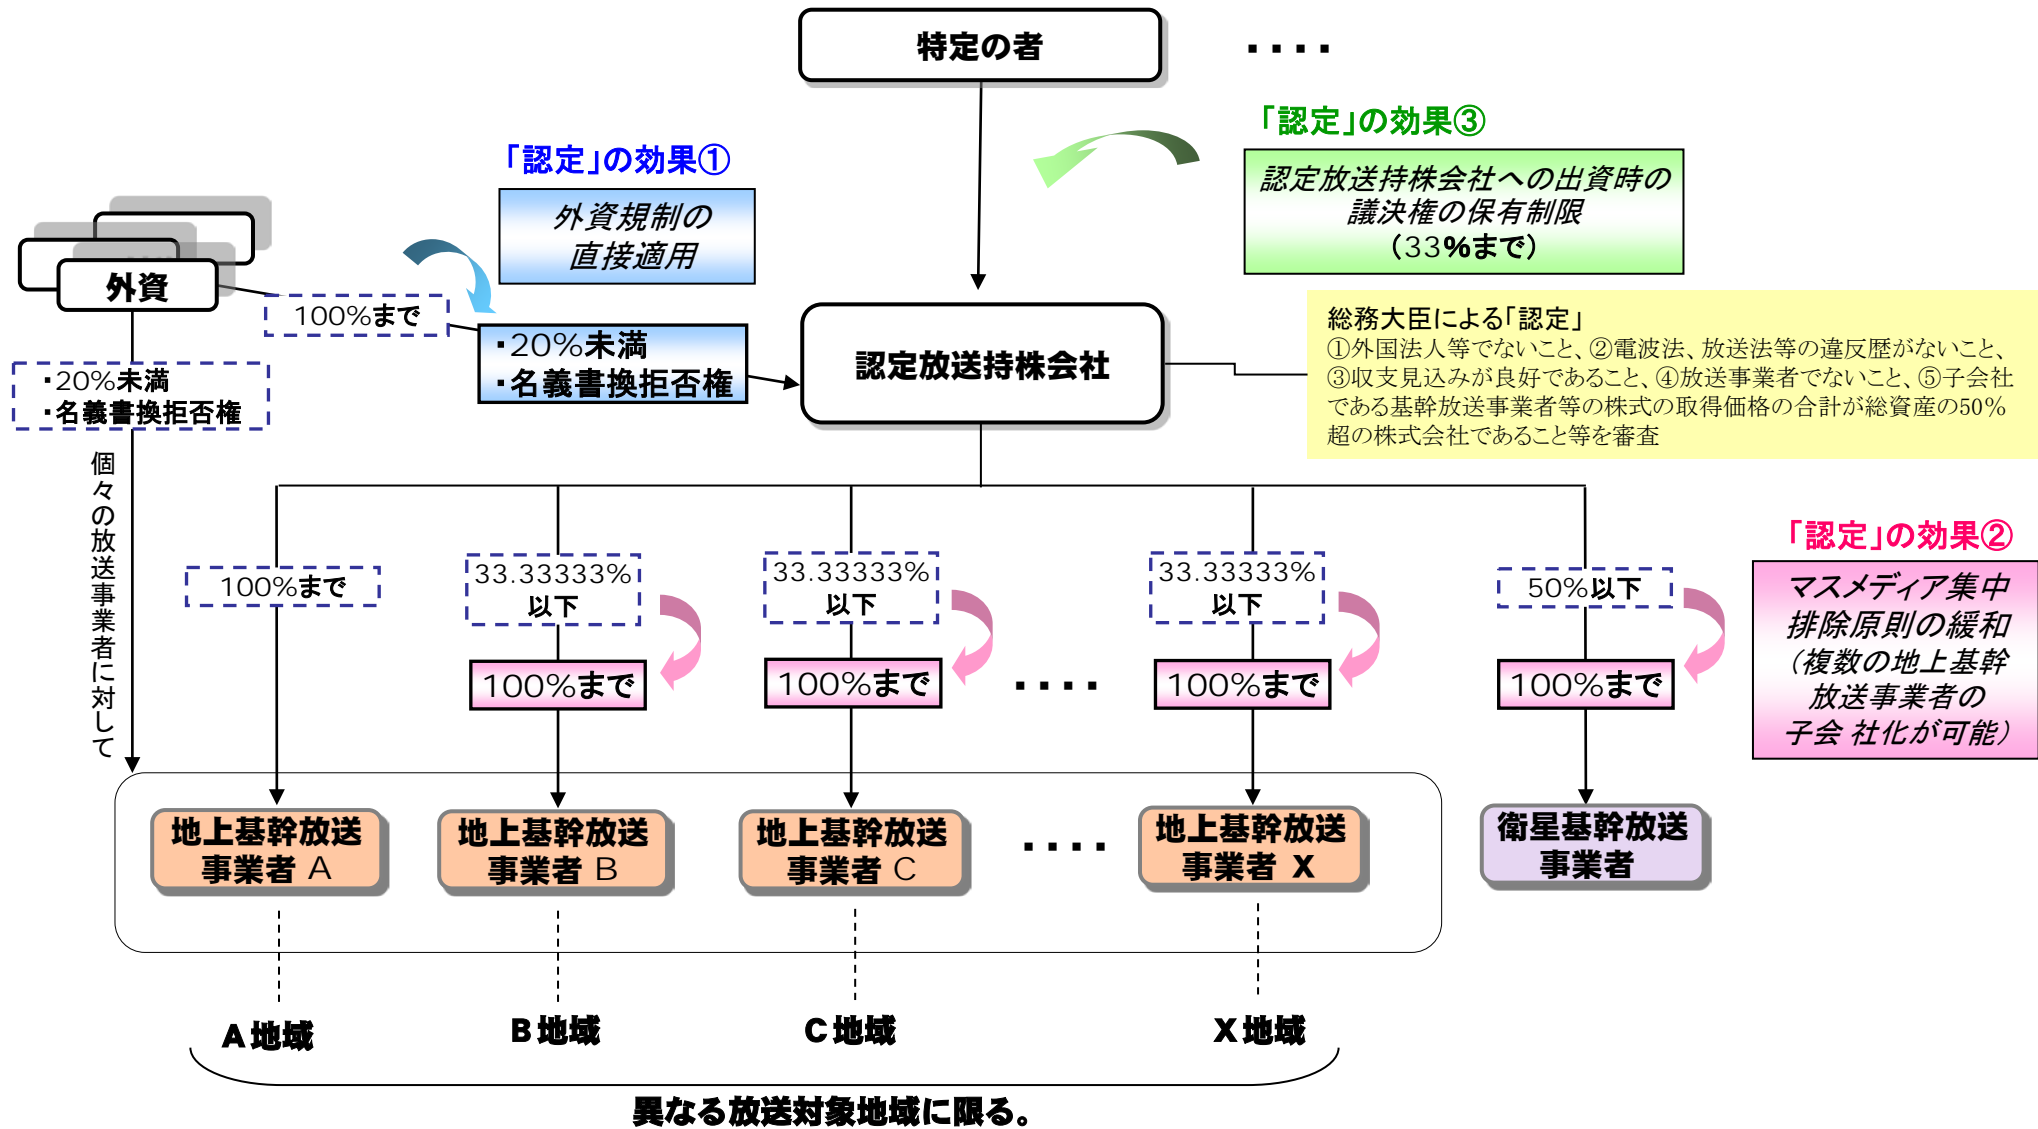 特定の者
・・・・
「認定」の効果③
認定放送持株会社への出資時の
議決権の保有制限
（33%まで）
「認定」の効果①
外資規制の
直接適用
外資
100%まで
・20%未満
・名義書換拒否権
・20%未満
・名義書換拒否権
認定放送持株会社
総務大臣による「認定」
①外国法人等でないこと、②電波法、放送法等の違反歴がないこと、
③収支見込みが良好であること、④放送事業者でないこと、⑤子会社
である基幹放送事業者等の株式の取得価格の合計が総資産の50%
超の株式会社であること等を審査
個々の放送事業者に対して
「認定」の効果②
マスメディア集中
排除原則の緩和
（複数の地上基幹
放送事業者の
子会 社化が可能）
100%まで
33.33333%
以下
33.33333%
以下
33.33333%
以下
50%以下
100%まで
100%まで
・・・・
100%まで
100%まで
地上基幹放送
事業者 A
地上基幹放送
事業者 B
地上基幹放送
事業者 C
・・・・
地上基幹放送
事業者 X
衛星基幹放送
事業者
A 地域
B 地域
C 地域
X 地域
異なる放送対象地域に限る。